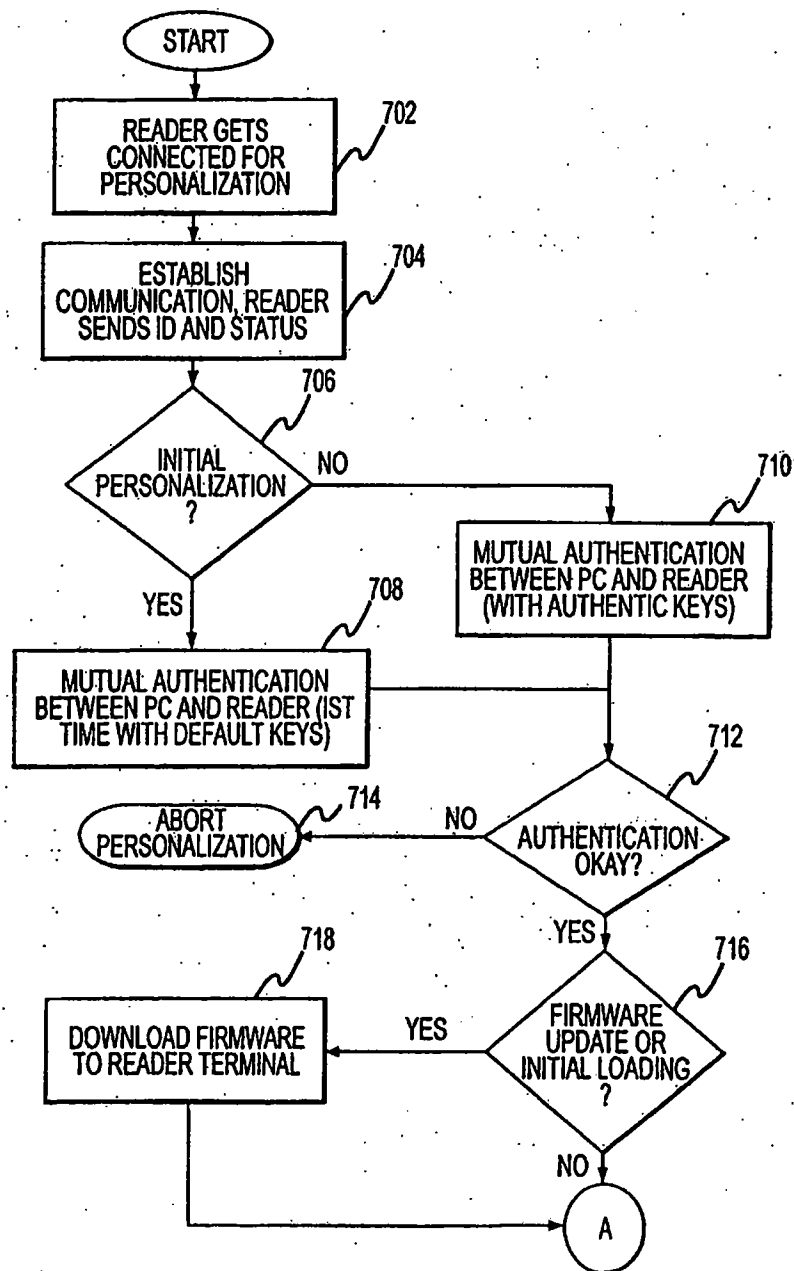 START
702
READER GETS
CONNECTED FOR
PERSONALIZATION
704
ESTABLISH
COMMUNICATION, READER
SENDS ID AND STATUS
706
INITIAL
PERSONALIZATION
?
NO
YES
710
MUTUAL AUTHENTICATION
BETWEEN PC AND READER
(WITH AUTHENTIC KEYS)
708
MUTUAL AUTHENTICATION
BETWEEN PC AND READER (IST
TIME WITH DEFAULT KEYS)
712
AUTHENTICATION
OKAY?
NO
714
ABORT
PERSONALIZATION
YES
716
FIRMWARE
UPDATE OR
INITIAL LOADING
?
YES
718
DOWNLOAD FIRMWARE
TO READER TERMINAL
NO
A